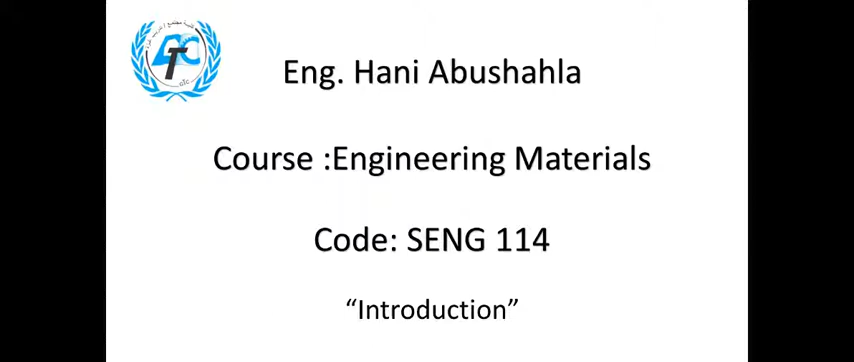 Eng. Hani Abushahla
Course :Engineering Materials
Code: SENG 114
“Introduction”